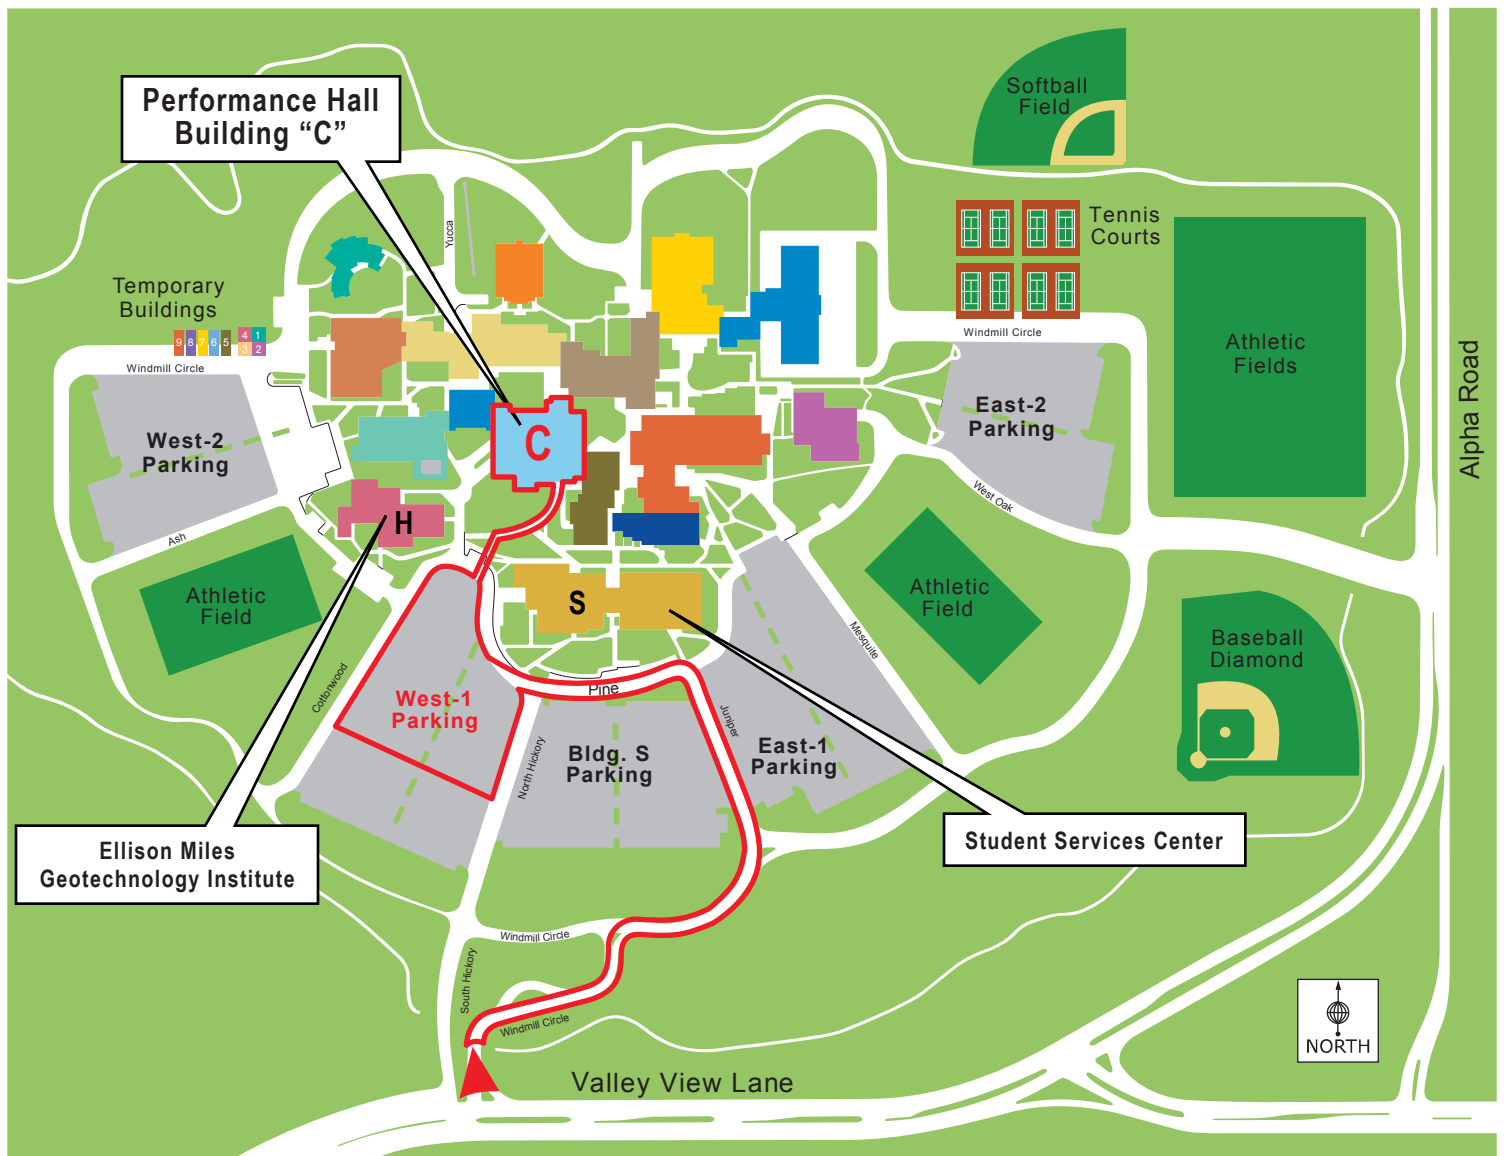 Performance Hall
Building “C”
Softball
Field
Tennis
Courts
Yucca
Temporary
Buildings
9 8 7 6 5 4 1
3 2
Windmill Circle
Windmill Circle
Athletic
Fields
Alpha Road
West-2
Parking
East-2
Parking
C
West Oak
H
Ash
Athletic
Field
S
Athletic
Field
Mesquite
Baseball
Diamond
Cottonwood
West-1
Parking
Pine
Juniper
North Hickory
Bldg. S
Parking
East-1
Parking
Ellison Miles
Geotechnology Institute
Student Services Center
Windmill Circle
South Hickory
Windmill Circle
NORTH
Valley View Lane